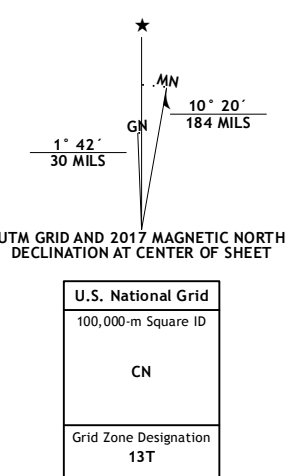 ★
MN
GN
10° 20´
184 MILS
1° 42´
30 MILS
UTM GRID AND 2017 MAGNETIC NORTH
DECLINATION AT CENTER OF SHEET
U.S. National Grid
100,000-m Square ID
CN
Grid Zone Designation
13T